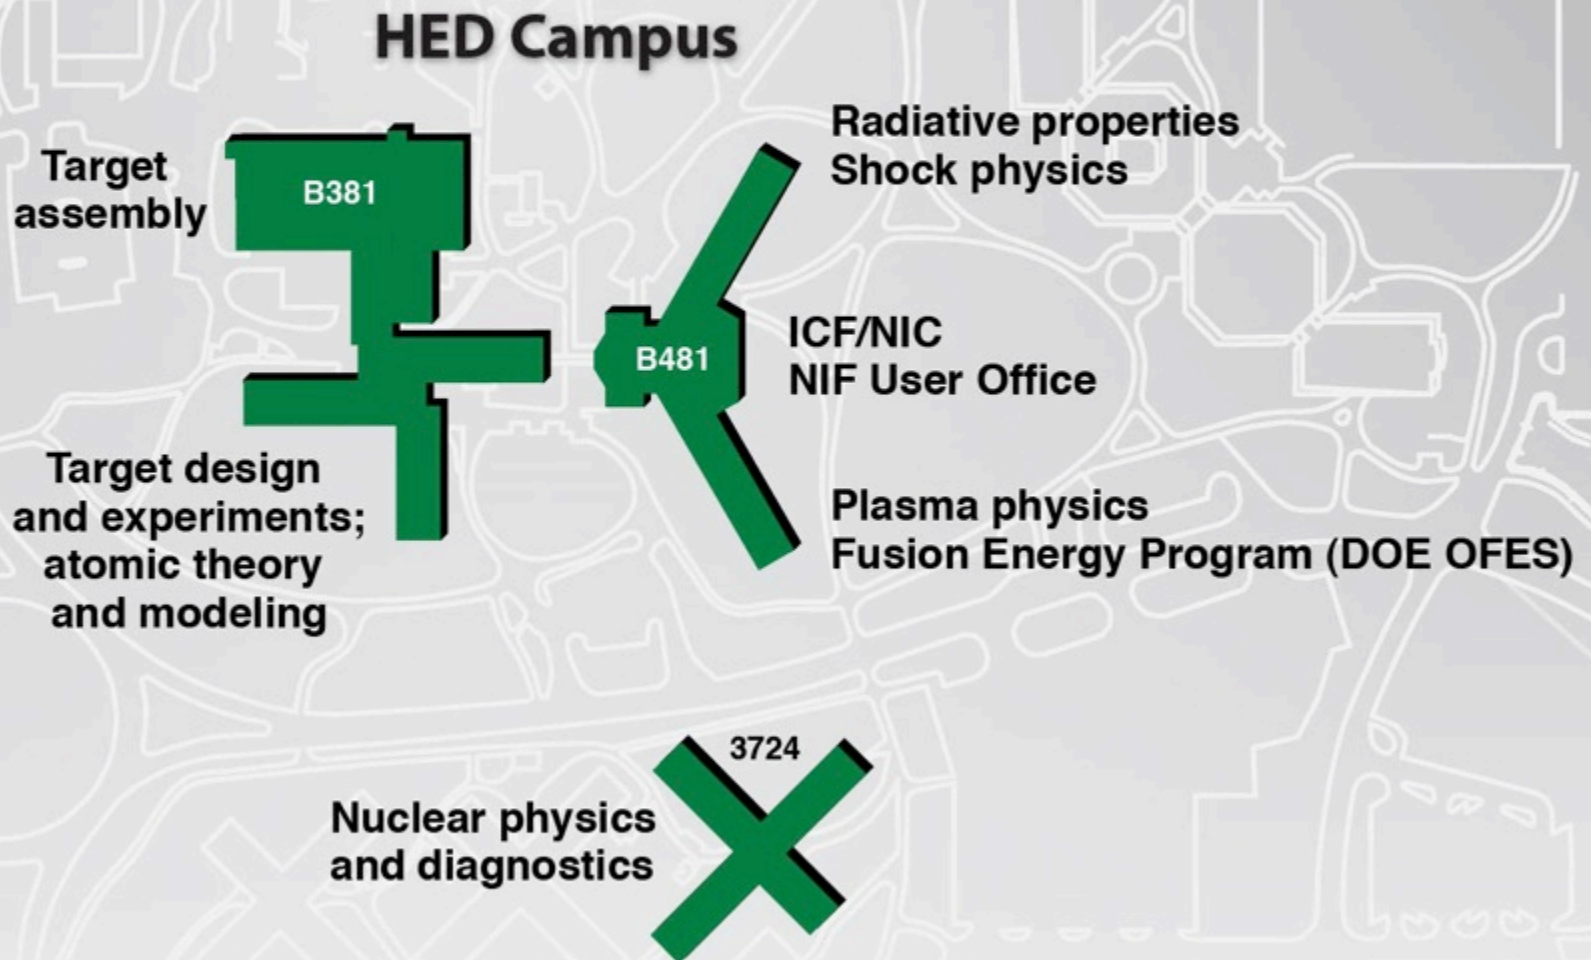 HED Campus
Target
assembly
B381
Radiative properties
Shock physics
B481
ICF/NIC
NIF User Office
Target design
and experiments;
atomic theory
and modeling
Plasma physics
Fusion Energy Program (DOE OFES)
3724
Nuclear physics
and diagnostics